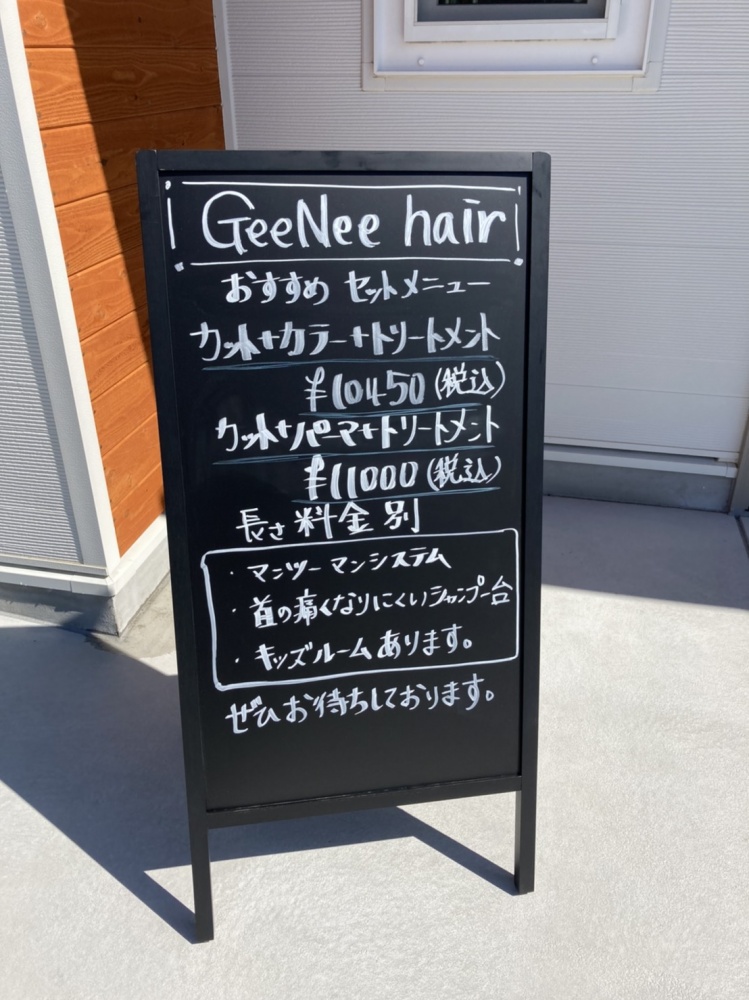 GeeNee hair
おすすめ セットメニュー
カット+カラー+トリートメント
¥10450(税込)
カット+パーマ+トリートメント
¥11000(税込)
長さ料金別
・マンツーマンシステム
・首の痛くなりにくいシャンプー台
・キッズルームあります。
ぜひお待ちしております。